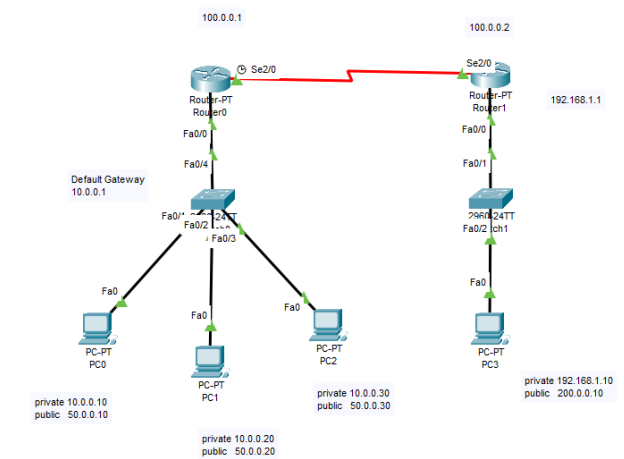 100.0.0.1
100.0.0.2
Se2/0
Se2/0
Router-PT
Router0
Router-PT
Router1
192.168.1.1
Fa0/0
Fa0/0
Fa0/4
Fa0/1
Default Gateway
10.0.0.1
Fa0/1
24TT
Fa0/2
Fa0/3
2960-24TT
Fa0/2
Fa0
Fa0
Fa0
Fa0
PC-PT
PC0
PC-PT
PC1
PC-PT
PC2
PC-PT
PC3
private 10.0.0.10
public 50.0.0.10
private 10.0.0.20
public 50.0.0.20
private 10.0.0.30
public 50.0.0.30
private 192.168.1.10
public 200.0.0.10